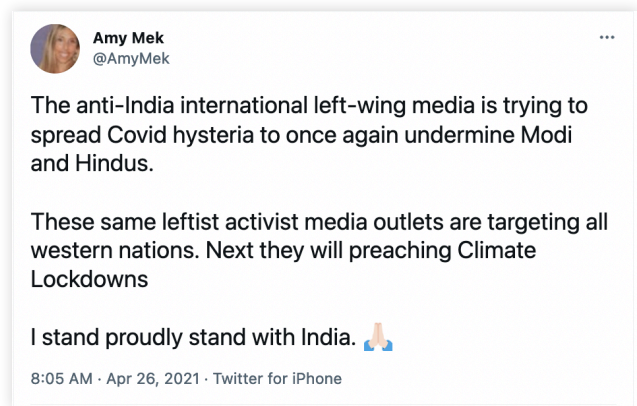 Amy Mek
@AmyMek
The anti-India international left-wing media is trying to
spread Covid hysteria to once again undermine Modi
and Hindus.
These same leftist activist media outlets are targeting all
western nations. Next they will preaching Climate
Lockdowns
I stand proudly stand with India. 🙏🏻
8:05 AM · Apr 26, 2021 · Twitter for iPhone